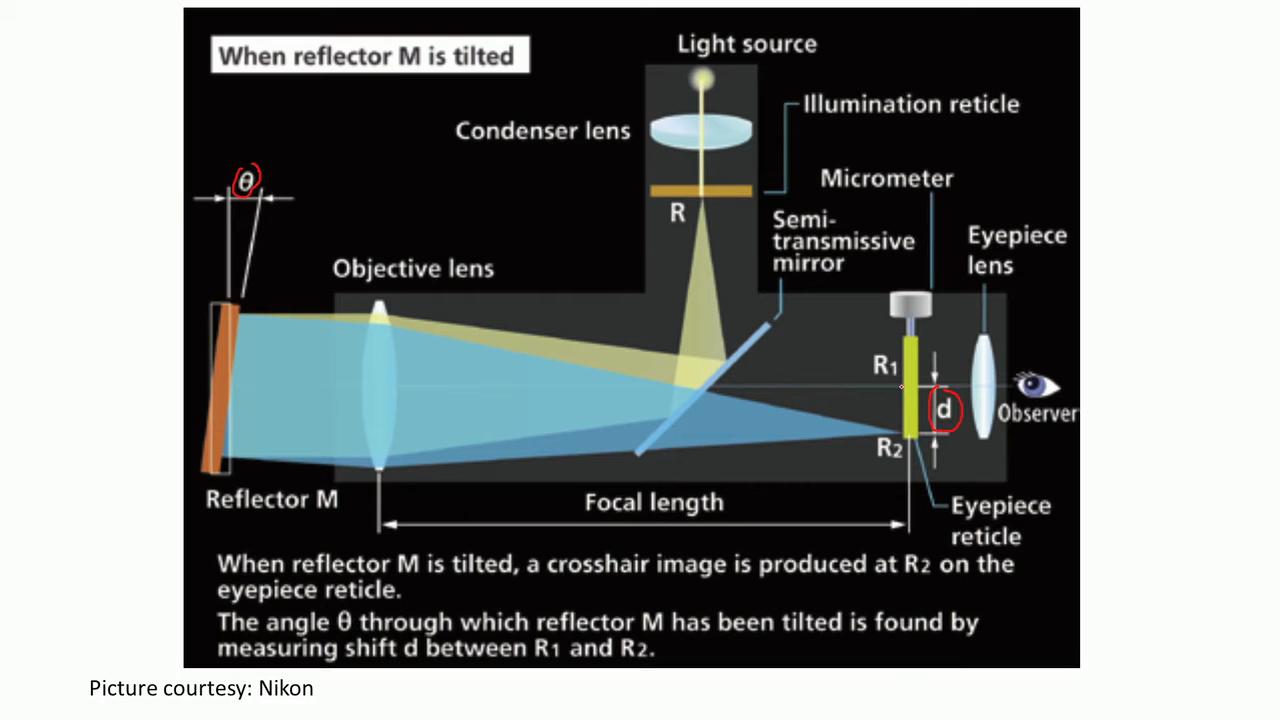 When reflector M is tilted
Light source
Illumination reticle
Condenser lens
θ
Micrometer
R
Semi-
transmissive
mirror
Eyepiece
lens
Objective lens
R1
d
Observer
R2
Reflector M
Focal length
Eyepiece
reticle
When reflector M is tilted, a crosshair image is produced at R2 on the
eyepiece reticle.
The angle θ through which reflector M has been tilted is found by
measuring shift d between R1 and R2.
Picture courtesy: Nikon